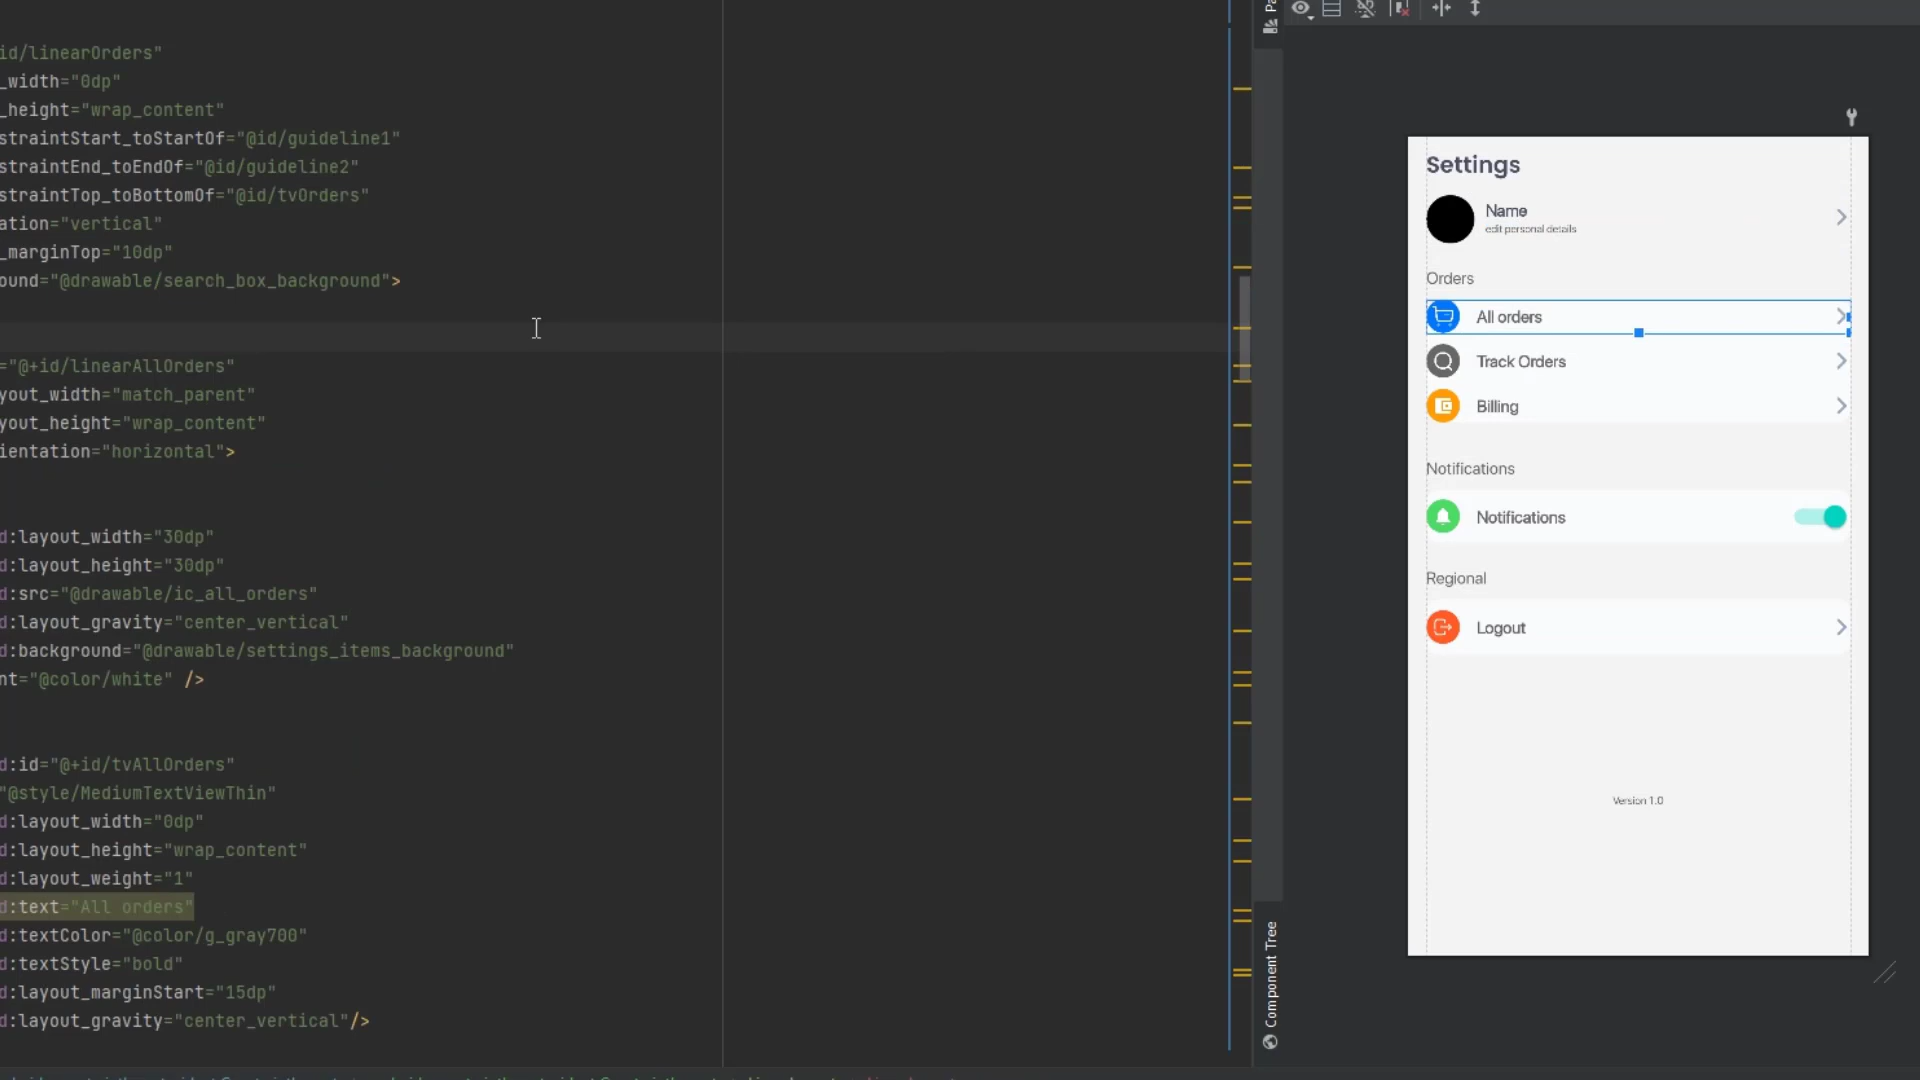 id/linearOrders"
_width="0dp"
_height="wrap_content"
straintStart_toStartOf="@id/guideline1"
straintEnd_toEndOf="@id/guideline2"
straintTop_toBottomOf="@id/tvOrders"
ation="vertical"
_marginTop="10dp"
ound="@drawable/search_box_background">
="@+id/linearAllOrders"
yout_width="match_parent"
yout_height="wrap_content"
ientation="horizontal">
d:layout_width="30dp"
d:layout_height="30dp"
d:src="@drawable/ic_all_orders"
d:layout_gravity="center_vertical"
d:background="@drawable/settings_items_background"
nt="@color/white" />
d:id="@+id/tvAllOrders"
"@style/MediumTextViewThin"
d:layout_width="0dp"
d:layout_height="wrap_content"
d:layout_weight="1"
d:text="All orders"
d:textColor="@color/g_gray700"
d:textStyle="bold"
d:layout_marginStart="15dp"
d:layout_gravity="center_vertical"/>
Component Tree
Settings
Name
edit personal details
Orders
All orders
Track Orders
Billing
Notifications
Notifications
Regional
Logout
Version 1.0